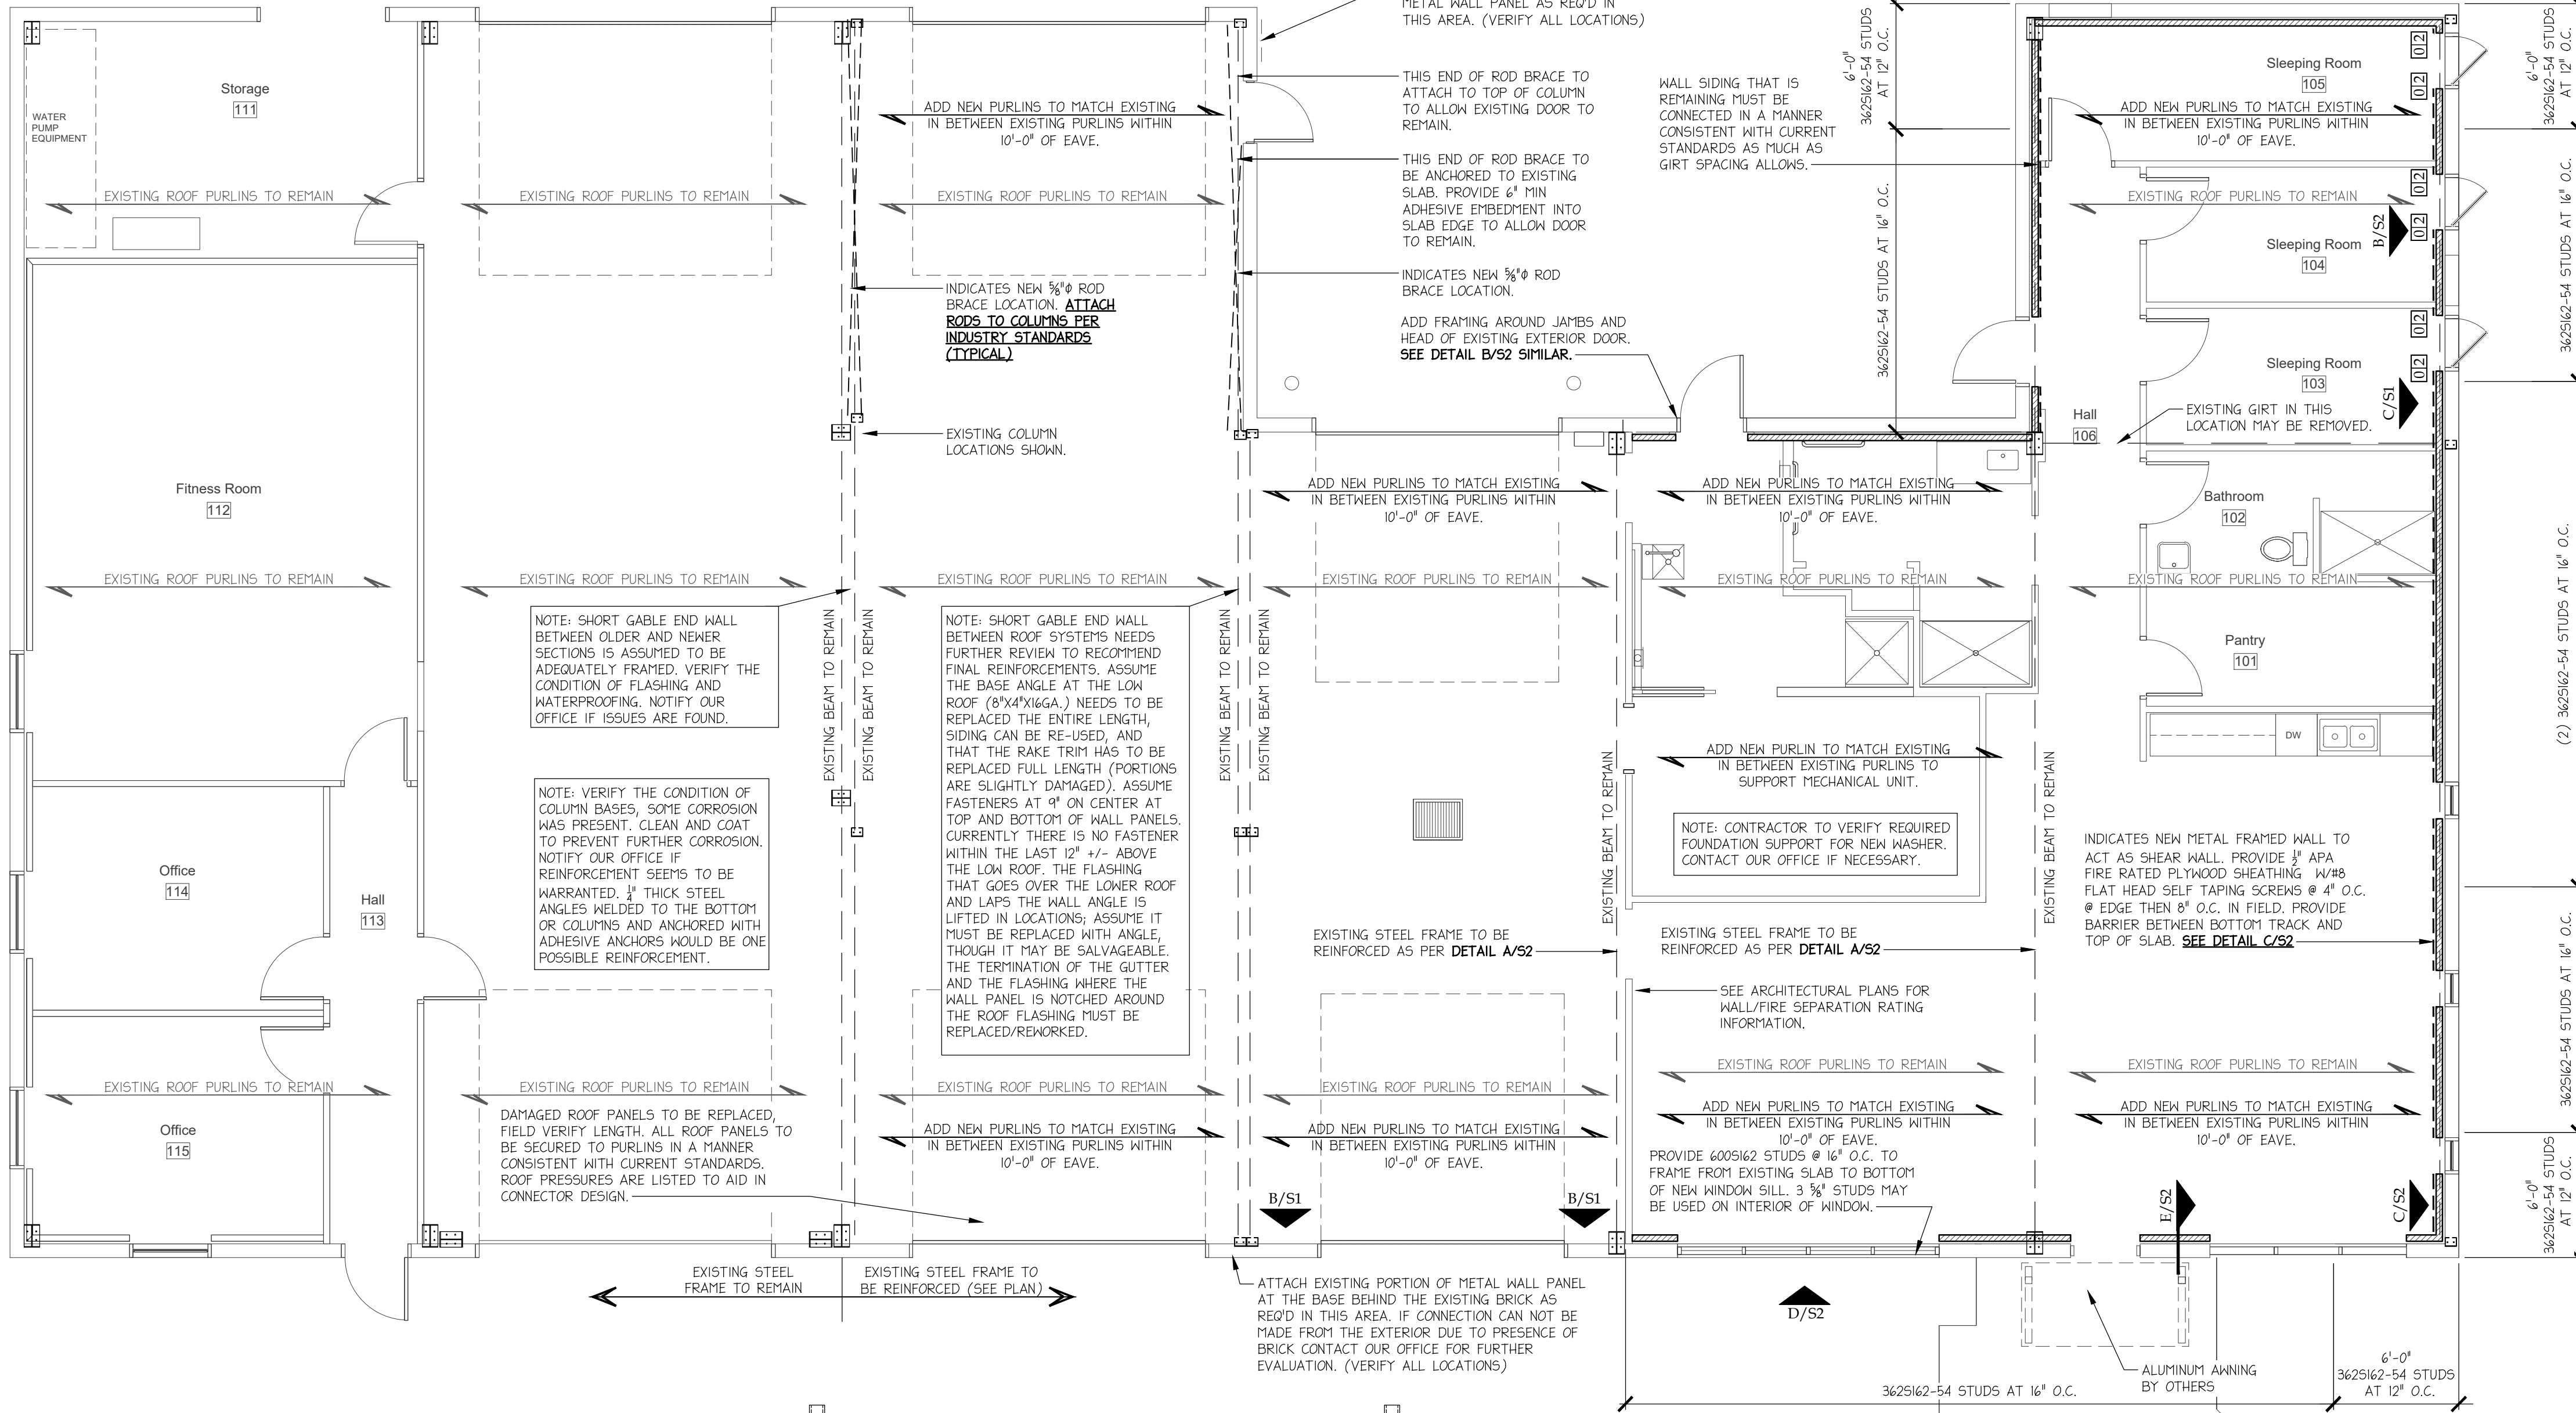 METAL WALL PANEL AS REQ'D IN
THIS AREA. (VERIFY ALL LOCATIONS)
WATER
PUMP
EQUIPMENT
Storage
111
EXISTING ROOF PURLINS TO REMAIN
EXISTING ROOF PURLINS TO REMAIN
ADD NEW PURLINS TO MATCH EXISTING
IN BETWEEN EXISTING PURLINS WITHIN
10'-0" OF EAVE.
EXISTING ROOF PURLINS TO REMAIN
THIS END OF ROD BRACE TO
ATTACH TO TOP OF COLUMN
TO ALLOW EXISTING DOOR TO
REMAIN.
THIS END OF ROD BRACE TO
BE ANCHORED TO EXISTING
SLAB. PROVIDE 6" MIN
ADHESIVE EMBEDMENT INTO
SLAB EDGE TO ALLOW DOOR
TO REMAIN.
INDICATES NEW ⅝"Φ ROD
BRACE LOCATION.
ADD FRAMING AROUND JAMBS AND
HEAD OF EXISTING EXTERIOR DOOR.
SEE DETAIL B/S2 SIMILAR.
WALL SIDING THAT IS
REMAINING MUST BE
CONNECTED IN A MANNER
CONSISTENT WITH CURRENT
STANDARDS AS MUCH AS
GIRT SPACING ALLOWS.
6'-0"
362S162-54 STUDS
AT 12" O.C.
362S162-54 STUDS AT 16" O.C.
Sleeping Room
105
ADD NEW PURLINS TO MATCH EXISTING
IN BETWEEN EXISTING PURLINS WITHIN
10'-0" OF EAVE.
EXISTING ROOF PURLINS TO REMAIN
Sleeping Room
104
Sleeping Room
103
02
02
02
02
02
02
B/S2
C/S1
6'-0"
362S162-54 STUDS
AT 12" O.C.
362S162-54 STUDS AT 16" O.C.
INDICATES NEW ⅝"Φ ROD
BRACE LOCATION. ATTACH
RODS TO COLUMNS PER
INDUSTRY STANDARDS
(TYPICAL)
EXISTING COLUMN
LOCATIONS SHOWN.
Hall
106
EXISTING GIRT IN THIS
LOCATION MAY BE REMOVED.
Fitness Room
112
ADD NEW PURLINS TO MATCH EXISTING
IN BETWEEN EXISTING PURLINS WITHIN
10'-0" OF EAVE.
ADD NEW PURLINS TO MATCH EXISTING
IN BETWEEN EXISTING PURLINS WITHIN
10'-0" OF EAVE.
Bathroom
102
EXISTING ROOF PURLINS TO REMAIN
EXISTING ROOF PURLINS TO REMAIN
EXISTING ROOF PURLINS TO REMAIN
EXISTING ROOF PURLINS TO REMAIN
EXISTING ROOF PURLINS TO REMAIN
EXISTING ROOF PURLINS TO REMAIN
NOTE: SHORT GABLE END WALL
BETWEEN OLDER AND NEWER
SECTIONS IS ASSUMED TO BE
ADEQUATELY FRAMED. VERIFY THE
CONDITION OF FLASHING AND
WATERPROOFING. NOTIFY OUR
OFFICE IF ISSUES ARE FOUND.
EXISTING BEAM TO REMAIN
EXISTING BEAM TO REMAIN
NOTE: SHORT GABLE END WALL
BETWEEN ROOF SYSTEMS NEEDS
FURTHER REVIEW TO RECOMMEND
FINAL REINFORCEMENTS. ASSUME
THE BASE ANGLE AT THE LOW
ROOF (8"X4"X16GA.) NEEDS TO BE
REPLACED THE ENTIRE LENGTH,
SIDING CAN BE RE-USED, AND
THAT THE RAKE TRIM HAS TO BE
REPLACED FULL LENGTH (PORTIONS
ARE SLIGHTLY DAMAGED). ASSUME
FASTENERS AT 9" ON CENTER AT
TOP AND BOTTOM OF WALL PANELS.
CURRENTLY THERE IS NO FASTENER
WITHIN THE LAST 12" +/- ABOVE
THE LOW ROOF. THE FLASHING
THAT GOES OVER THE LOWER ROOF
AND LAPS THE WALL ANGLE IS
LIFTED IN LOCATIONS; ASSUME IT
MUST BE REPLACED WITH ANGLE,
THOUGH IT MAY BE SALVAGEABLE.
THE TERMINATION OF THE GUTTER
AND THE FLASHING WHERE THE
WALL PANEL IS NOTCHED AROUND
THE ROOF FLASHING MUST BE
REPLACED/REWORKED.
EXISTING BEAM TO REMAIN
EXISTING BEAM TO REMAIN
EXISTING BEAM TO REMAIN
EXISTING BEAM TO REMAIN
Pantry
101
DW
(2) 362S162-54 STUDS AT 16" O.C.
ADD NEW PURLIN TO MATCH EXISTING
IN BETWEEN EXISTING PURLINS TO
SUPPORT MECHANICAL UNIT.
NOTE: CONTRACTOR TO VERIFY REQUIRED
FOUNDATION SUPPORT FOR NEW WASHER.
CONTACT OUR OFFICE IF NECESSARY.
NOTE: VERIFY THE CONDITION OF
COLUMN BASES, SOME CORROSION
WAS PRESENT. CLEAN AND COAT
TO PREVENT FURTHER CORROSION.
NOTIFY OUR OFFICE IF
REINFORCEMENT SEEMS TO BE
WARRANTED. ¼" THICK STEEL
ANGLES WELDED TO THE BOTTOM
OR COLUMNS AND ANCHORED WITH
ADHESIVE ANCHORS WOULD BE ONE
POSSIBLE REINFORCEMENT.
Office
114
Hall
113
INDICATES NEW METAL FRAMED WALL TO
ACT AS SHEAR WALL. PROVIDE ½" APA
FIRE RATED PLYWOOD SHEATHING W/#8
FLAT HEAD SELF TAPING SCREWS @ 4" O.C.
@ EDGE THEN 8" O.C. IN FIELD. PROVIDE
BARRIER BETWEEN BOTTOM TRACK AND
TOP OF SLAB. SEE DETAIL C/S2
EXISTING STEEL FRAME TO BE
REINFORCED AS PER DETAIL A/S2
EXISTING STEEL FRAME TO BE
REINFORCED AS PER DETAIL A/S2
SEE ARCHITECTURAL PLANS FOR
WALL/FIRE SEPARATION RATING
INFORMATION.
362S162-54 STUDS AT 16" O.C.
EXISTING ROOF PURLINS TO REMAIN
EXISTING ROOF PURLINS TO REMAIN
EXISTING ROOF PURLINS TO REMAIN
EXISTING ROOF PURLINS TO REMAIN
EXISTING ROOF PURLINS TO REMAIN
EXISTING ROOF PURLINS TO REMAIN
Office
115
DAMAGED ROOF PANELS TO BE REPLACED,
FIELD VERIFY LENGTH. ALL ROOF PANELS TO
BE SECURED TO PURLINS IN A MANNER
CONSISTENT WITH CURRENT STANDARDS.
ROOF PRESSURES ARE LISTED TO AID IN
CONNECTOR DESIGN.
ADD NEW PURLINS TO MATCH EXISTING
IN BETWEEN EXISTING PURLINS WITHIN
10'-0" OF EAVE.
ADD NEW PURLINS TO MATCH EXISTING
IN BETWEEN EXISTING PURLINS WITHIN
10'-0" OF EAVE.
ADD NEW PURLINS TO MATCH EXISTING
IN BETWEEN EXISTING PURLINS WITHIN
10'-0" OF EAVE.
ADD NEW PURLINS TO MATCH EXISTING
IN BETWEEN EXISTING PURLINS WITHIN
10'-0" OF EAVE.
PROVIDE 600S162 STUDS @ 16" O.C. TO
FRAME FROM EXISTING SLAB TO BOTTOM
OF NEW WINDOW SILL. 3 ⅝" STUDS MAY
BE USED ON INTERIOR OF WINDOW.
B/S1
B/S1
E/S2
C/S2
6'-0"
362S162-54 STUDS
AT 12" O.C.
EXISTING STEEL
FRAME TO REMAIN
EXISTING STEEL FRAME TO
BE REINFORCED (SEE PLAN)
ATTACH EXISTING PORTION OF METAL WALL PANEL
AT THE BASE BEHIND THE EXISTING BRICK AS
REQ'D IN THIS AREA. IF CONNECTION CAN NOT BE
MADE FROM THE EXTERIOR DUE TO PRESENCE OF
BRICK CONTACT OUR OFFICE FOR FURTHER
EVALUATION. (VERIFY ALL LOCATIONS)
D/S2
ALUMINUM AWNING
BY OTHERS
362S162-54 STUDS AT 16" O.C.
6'-0"
362S162-54 STUDS
AT 12" O.C.